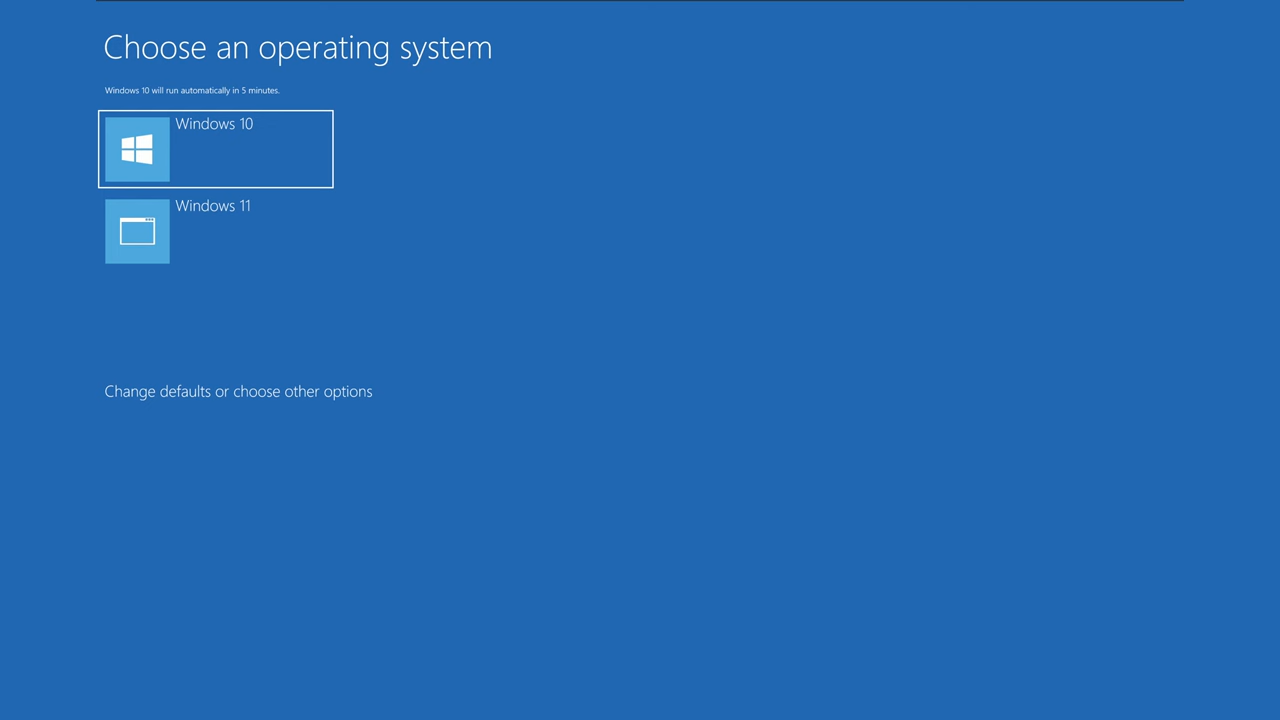 Choose an operating system
Windows 10 will run automatically in 5 minutes.
Windows 10
Windows 11
Change defaults or choose other options